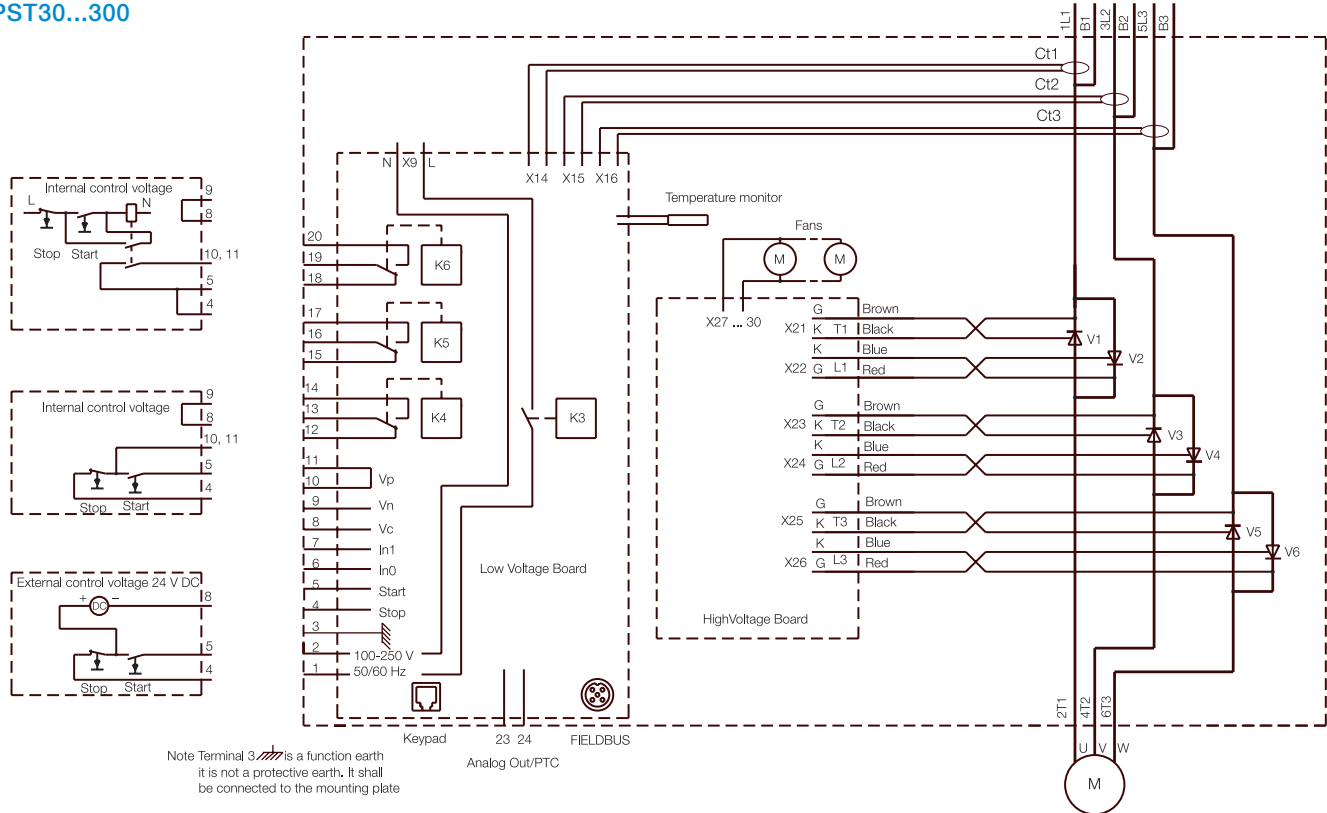 PST30...300
1L1
B1
3L2
B2
5L3
B3
Ct1
Ct2
Ct3
N X9 L
X14 X15 X16
Temperature monitor
Fans
M M
X27 ... 30
Internal control voltage
L N
Stop Start
9
8
10, 11
5
4
Internal control voltage
Stop Start
9
8
10, 11
5
4
External control voltage 24 V DC
+ DC −
Stop Start
8
5
4
20
19
18
K6
17
16
15
K5
14
13
12
K4
K3
11
10 Vp
9 Vn
8 Vc
7 In1
6 In0
5 Start
4 Stop
3
2 100-250 V
1 50/60 Hz
Low Voltage Board
Keypad
23 24
Analog Out/PTC
FIELDBUS
G Brown
X21 K T1 Black
K Blue
X22 G L1 Red
V1
V2
G Brown
X23 K T2 Black
K Blue
X24 G L2 Red
V3
V4
G Brown
X25 K T3 Black
K Blue
X26 G L3 Red
V5
V6
HighVoltage Board
2T1
4T2
6T3
U V W
M
Note Terminal 3 is a function earth
it is not a protective earth. It shall
be connected to the mounting plate